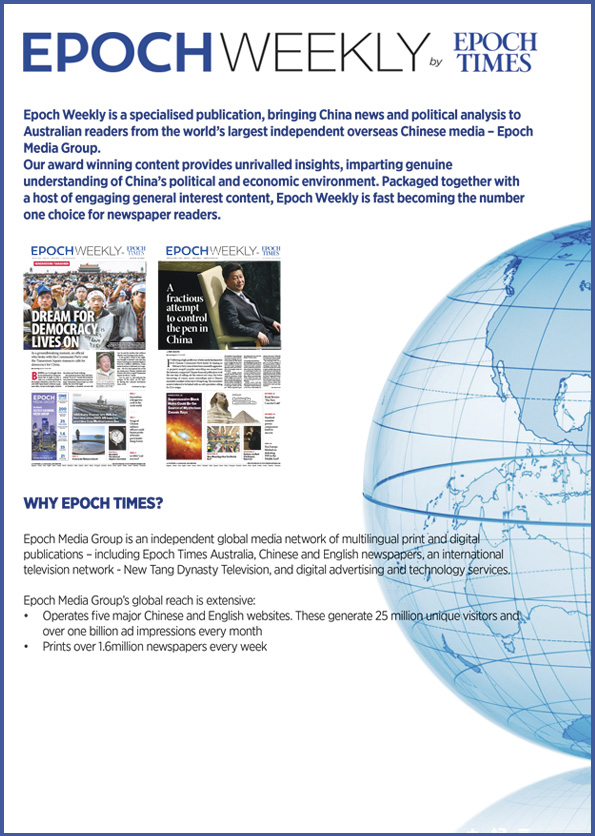 EPOCH WEEKLY by EPOCH TIMES
Epoch Weekly is a specialised publication, bringing China news and political analysis to
Australian readers from the world's largest independent overseas Chinese media – Epoch
Media Group.
Our award winning content provides unrivalled insights, imparting genuine
understanding of China's political and economic environment. Packaged together with
a host of engaging general interest content, Epoch Weekly is fast becoming the number
one choice for newspaper readers.
EPOCH WEEKLY EPOCH TIMES
DREAM FOR
DEMOCRACY
LIVES ON
EPOCH WEEKLY EPOCH TIMES
A
fractious
attempt
to control
the pen in
China
WHY EPOCH TIMES?
Epoch Media Group is an independent global media network of multilingual print and digital
publications – including Epoch Times Australia, Chinese and English newspapers, an international
television network - New Tang Dynasty Television, and digital advertising and technology services.
Epoch Media Group's global reach is extensive:
• Operates five major Chinese and English websites. These generate 25 million unique visitors and
over one billion ad impressions every month
• Prints over 1.6million newspapers every week